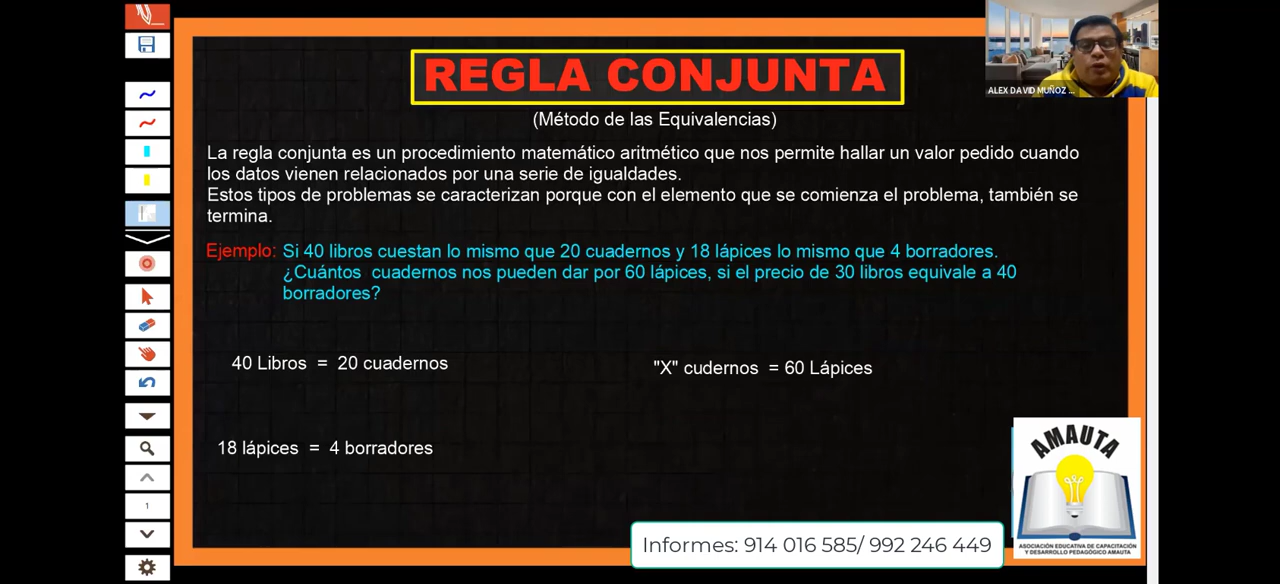 REGLA CONJUNTA
ALEX DAVID MUÑOZ ...
(Método de las Equivalencias)
La regla conjunta es un procedimiento matemático aritmético que nos permite hallar un valor pedido cuando
los datos vienen relacionados por una serie de igualdades.
Estos tipos de problemas se caracterizan porque con el elemento que se comienza el problema, también se
termina.
Ejemplo: Si 40 libros cuestan lo mismo que 20 cuadernos y 18 lápices lo mismo que 4 borradores.
¿Cuántos cuadernos nos pueden dar por 60 lápices, si el precio de 30 libros equivale a 40
borradores?
40 Libros = 20 cuadernos
"X" cudernos = 60 Lápices
18 lápices = 4 borradores
AMAUTA
ASOCIACIÓN EDUCATIVA DE CAPACITACIÓN
Y DESARROLLO PEDAGÓGICO AMAUTA
1
Informes: 914 016 585/ 992 246 449